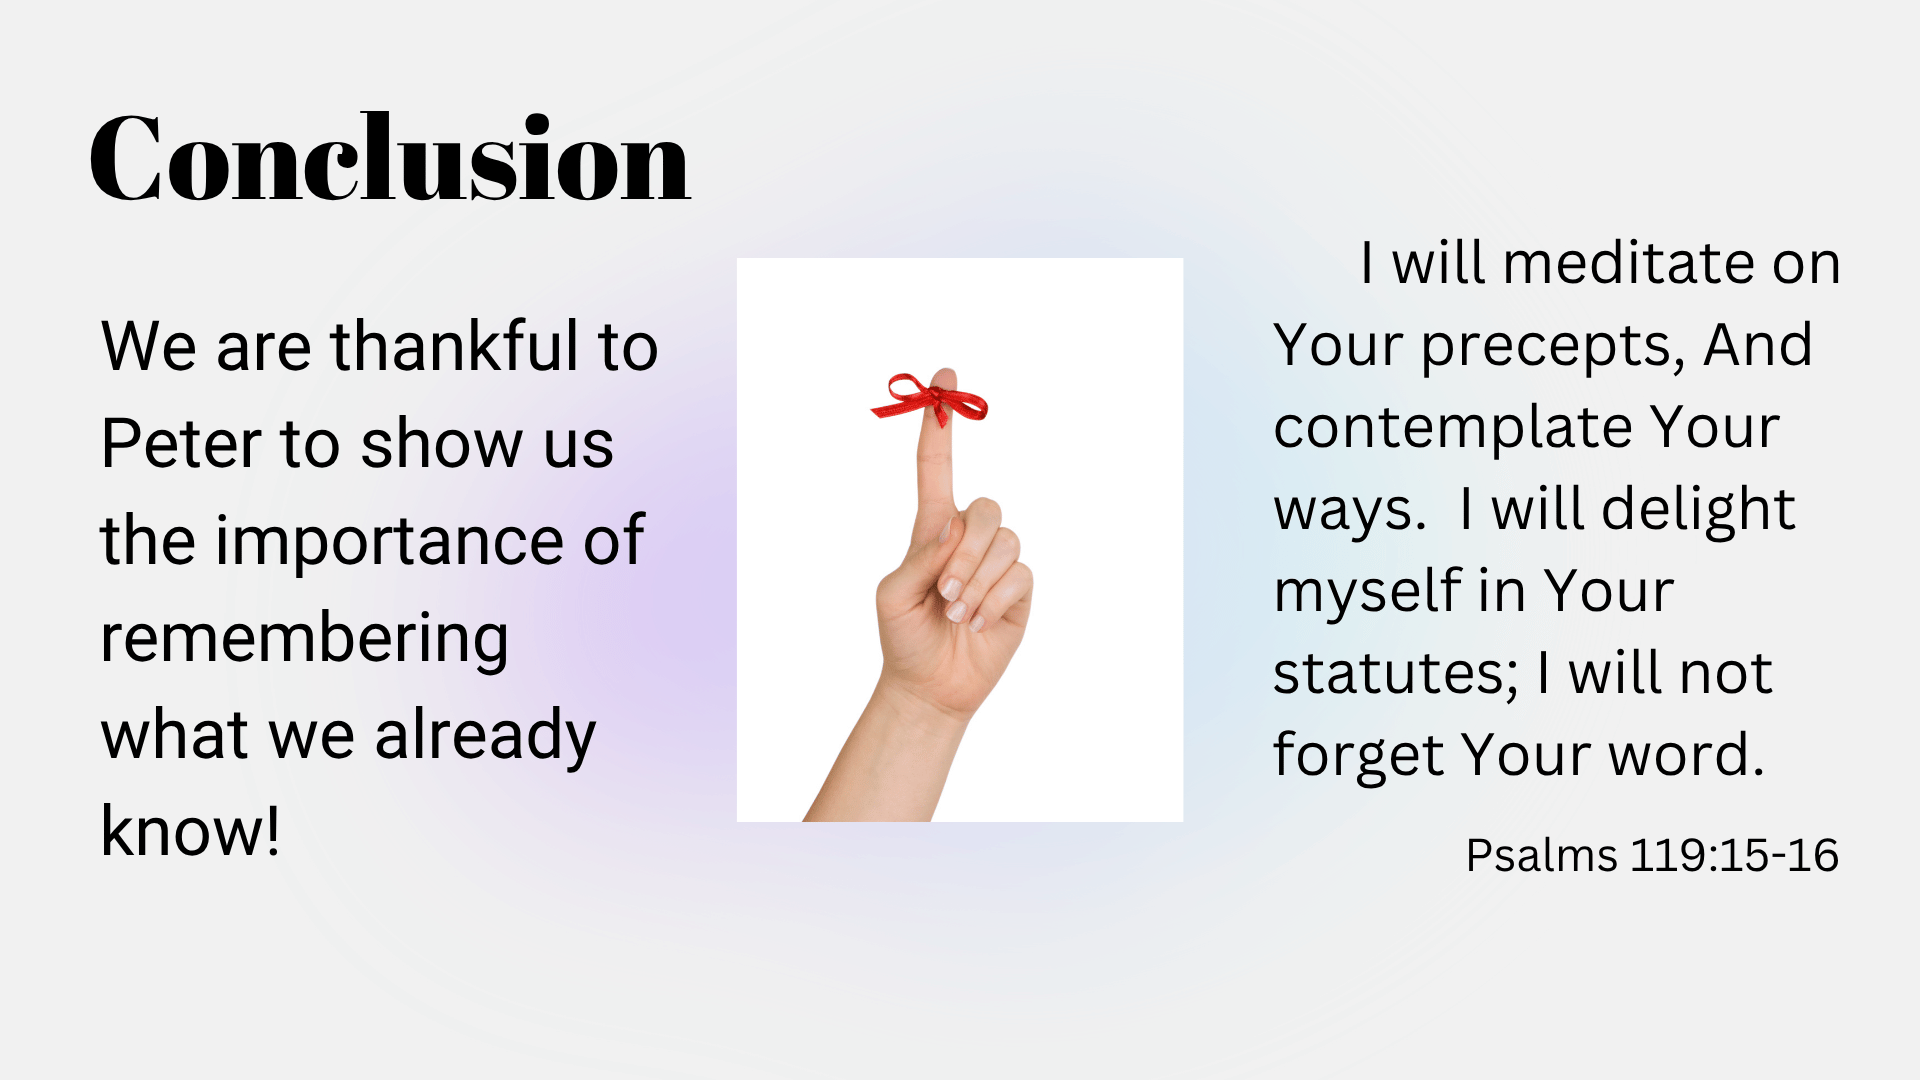 Conclusion
We are thankful to
Peter to show us
the importance of
remembering
what we already
know!
I will meditate on
Your precepts, And
contemplate Your
ways.  I will delight
myself in Your
statutes; I will not
forget Your word.
Psalms 119:15-16